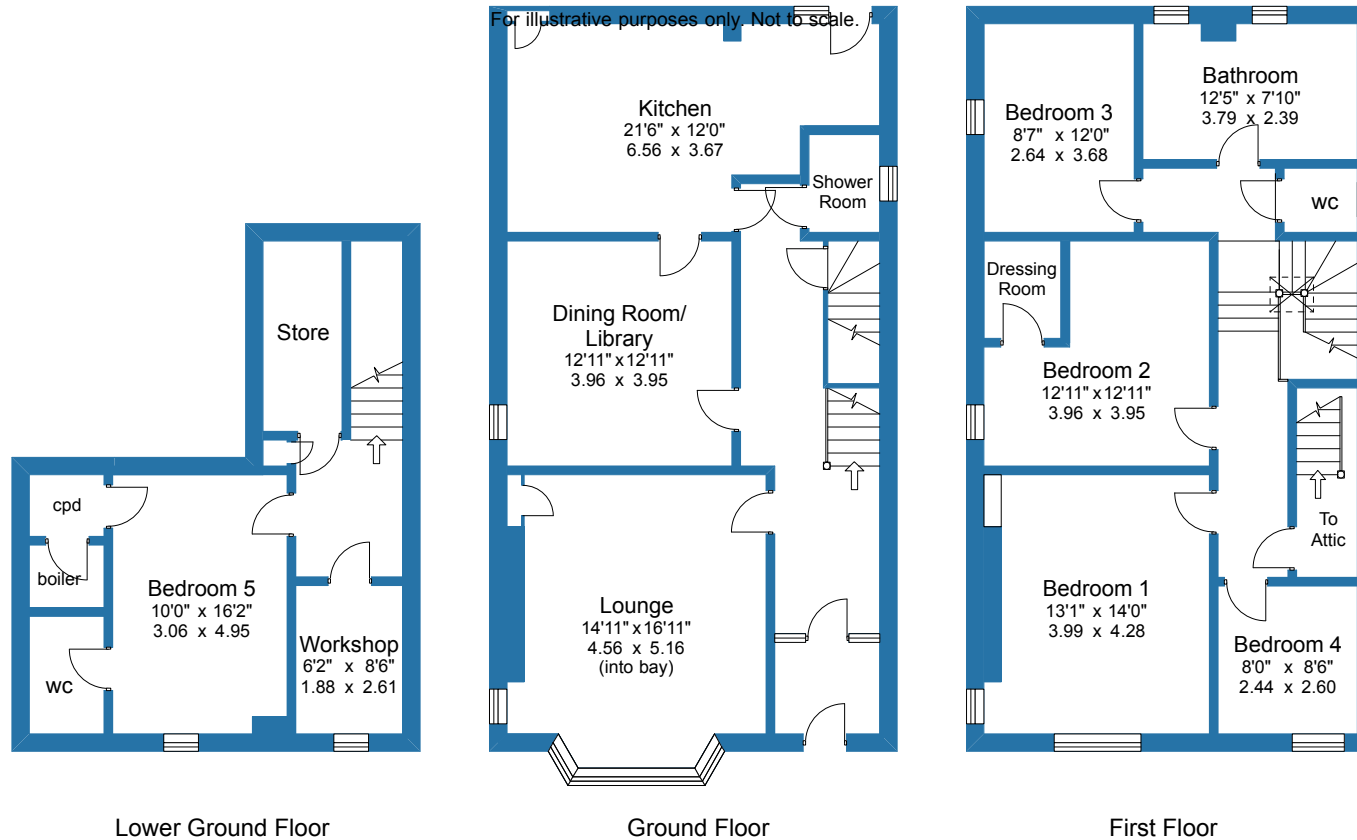 For illustrative purposes only. Not to scale.
Store
cpd
boiler
Bedroom 5
10'0" x 16'2"
3.06 x 4.95
wc
Workshop
6'2" x 8'6"
1.88 x 2.61
Lower Ground Floor
Kitchen
21'6" x 12'0"
6.56 x 3.67
Shower
Room
Dining Room/
Library
12'11" x 12'11"
3.96 x 3.95
Lounge
14'11" x 16'11"
4.56 x 5.16
(into bay)
Ground Floor
Bedroom 3
8'7" x 12'0"
2.64 x 3.68
Bathroom
12'5" x 7'10"
3.79 x 2.39
wc
Dressing
Room
Bedroom 2
12'11" x 12'11"
3.96 x 3.95
To
Attic
Bedroom 1
13'1" x 14'0"
3.99 x 4.28
Bedroom 4
8'0" x 8'6"
2.44 x 2.60
First Floor